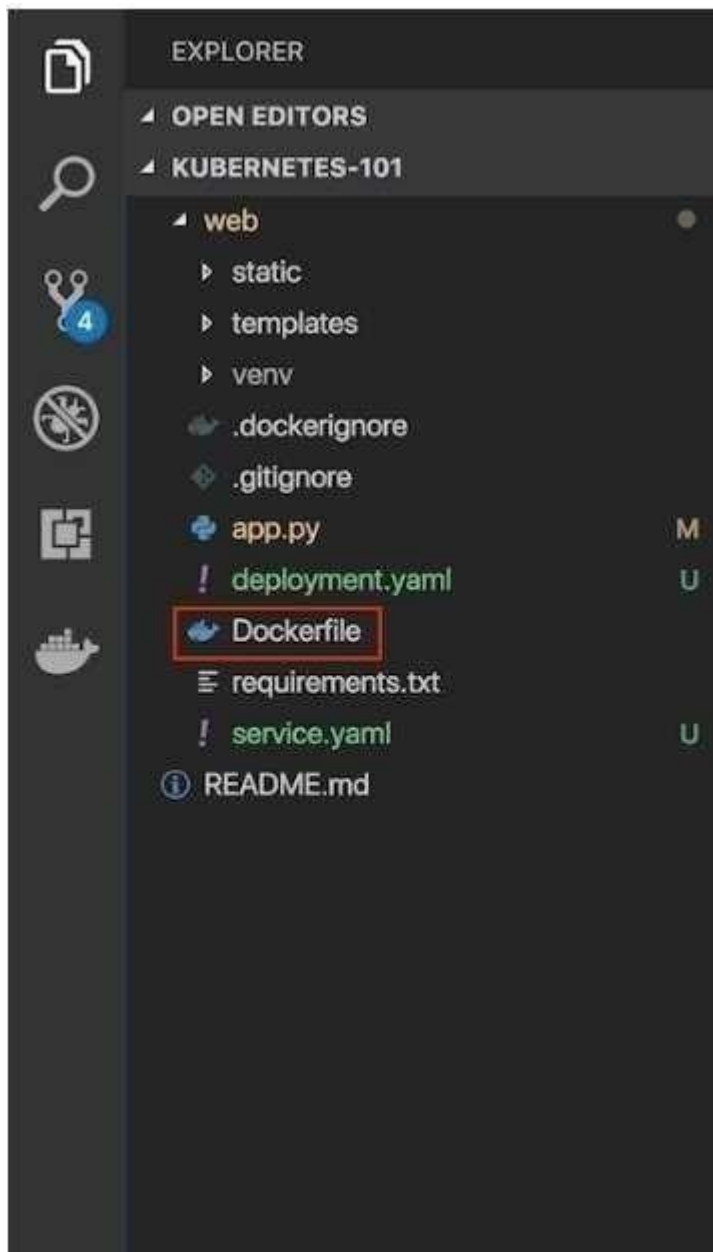 EXPLORER
OPEN EDITORS
KUBERNETES-101
web
static
4
templates
venv
.dockerignore
.gitignore
app.py M
deployment.yaml U
Dockerfile
requirements.txt
service.yaml U
README.md